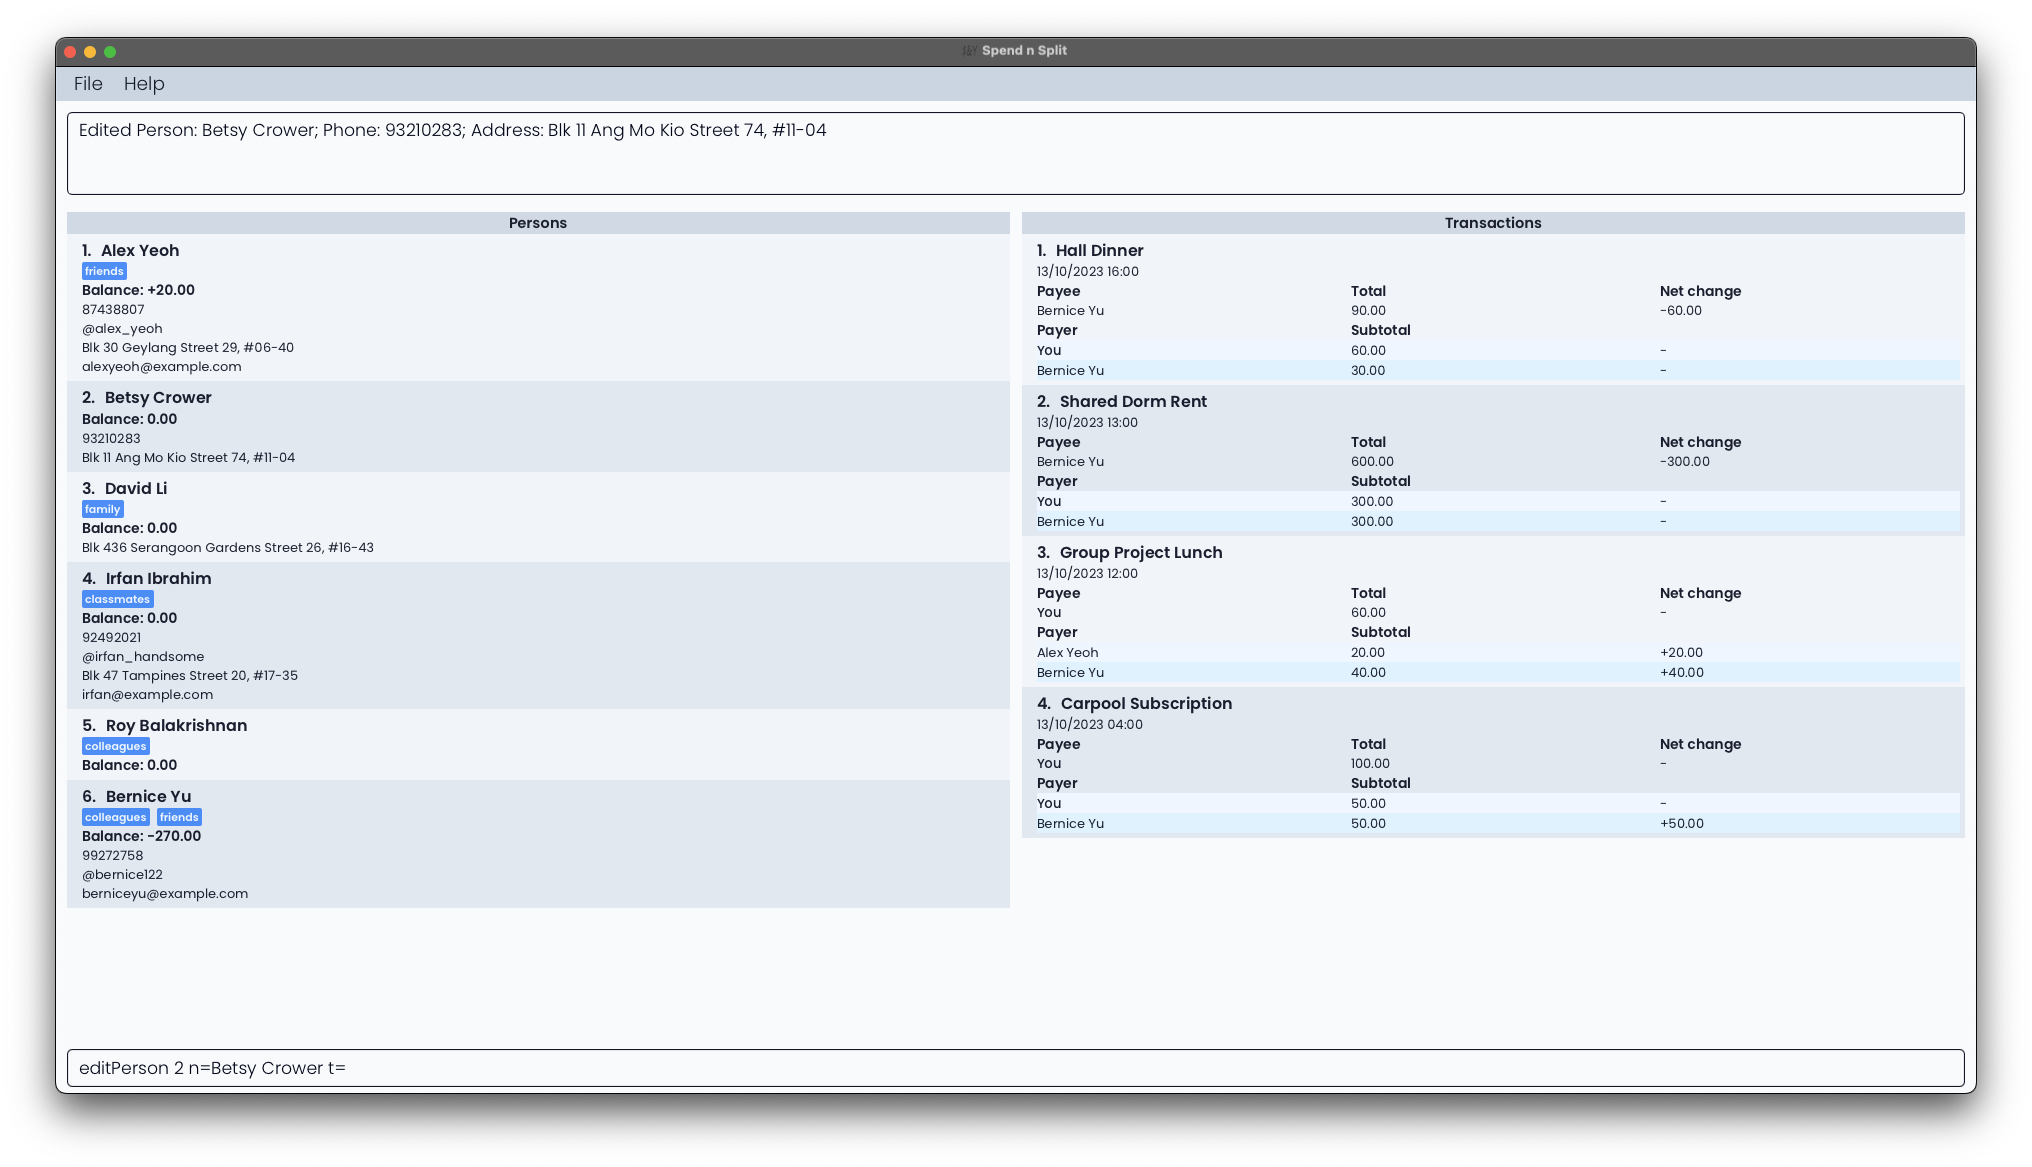 Spend n Split
File Help
Edited Person: Betsy Crower; Phone: 93210283; Address: Blk 11 Ang Mo Kio Street 74, #11-04
Persons
1. Alex Yeoh
friends
Balance: +20.00
87438807
@alex_yeoh
Blk 30 Geylang Street 29, #06-40
alexyeoh@example.com
2. Betsy Crower
Balance: 0.00
93210283
Blk 11 Ang Mo Kio Street 74, #11-04
3. David Li
family
Balance: 0.00
Blk 436 Serangoon Gardens Street 26, #16-43
4. Irfan Ibrahim
classmates
Balance: 0.00
92492021
@irfan_handsome
Blk 47 Tampines Street 20, #17-35
irfan@example.com
5. Roy Balakrishnan
colleagues
Balance: 0.00
6. Bernice Yu
colleagues friends
Balance: -270.00
99272758
@bernice122
berniceyu@example.com
Transactions
1. Hall Dinner
13/10/2023 16:00
Payee Total Net change
Bernice Yu 90.00 -60.00
Payer Subtotal
You 60.00 -
Bernice Yu 30.00 -
2. Shared Dorm Rent
13/10/2023 13:00
Payee Total Net change
Bernice Yu 600.00 -300.00
Payer Subtotal
You 300.00 -
Bernice Yu 300.00 -
3. Group Project Lunch
13/10/2023 12:00
Payee Total Net change
You 60.00 -
Payer Subtotal
Alex Yeoh 20.00 +20.00
Bernice Yu 40.00 +40.00
4. Carpool Subscription
13/10/2023 04:00
Payee Total Net change
You 100.00 -
Payer Subtotal
You 50.00 -
Bernice Yu 50.00 +50.00
editPerson 2 n=Betsy Crower t=